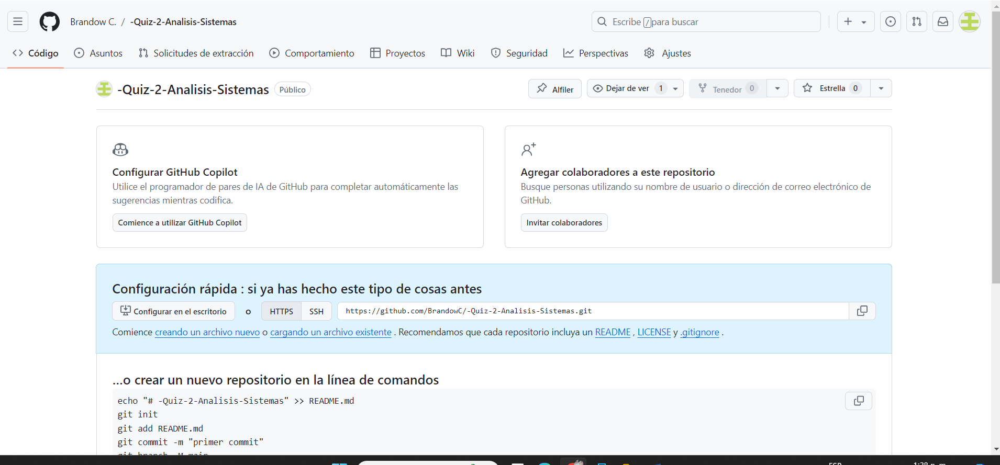 Brandow C. / -Quiz-2-Analisis-Sistemas
Escribe / para buscar
Código Asuntos Solicitudes de extracción Comportamiento Proyectos Wiki Seguridad Perspectivas Ajustes
-Quiz-2-Analisis-Sistemas Público
Alfiler Dejar de ver 1 Tenedor 0 Estrella 0
Configurar GitHub Copilot
Utilice el programador de pares de IA de GitHub para completar automáticamente las
sugerencias mientras codifica.
Comience a utilizar GitHub Copilot
Agregar colaboradores a este repositorio
Busque personas utilizando su nombre de usuario o dirección de correo electrónico de
GitHub.
Invitar colaboradores
Configuración rápida : si ya has hecho este tipo de cosas antes
Configurar en el escritorio o HTTPS SSH https://github.com/BrandowC/-Quiz-2-Analisis-Sistemas.git
Comience creando un archivo nuevo o cargando un archivo existente . Recomendamos que cada repositorio incluya un README , LICENSE y .gitignore .
...o crear un nuevo repositorio en la línea de comandos
echo "# -Quiz-2-Analisis-Sistemas" >> README.md
git init
git add README.md
git commit -m "primer commit"
git branch -M main